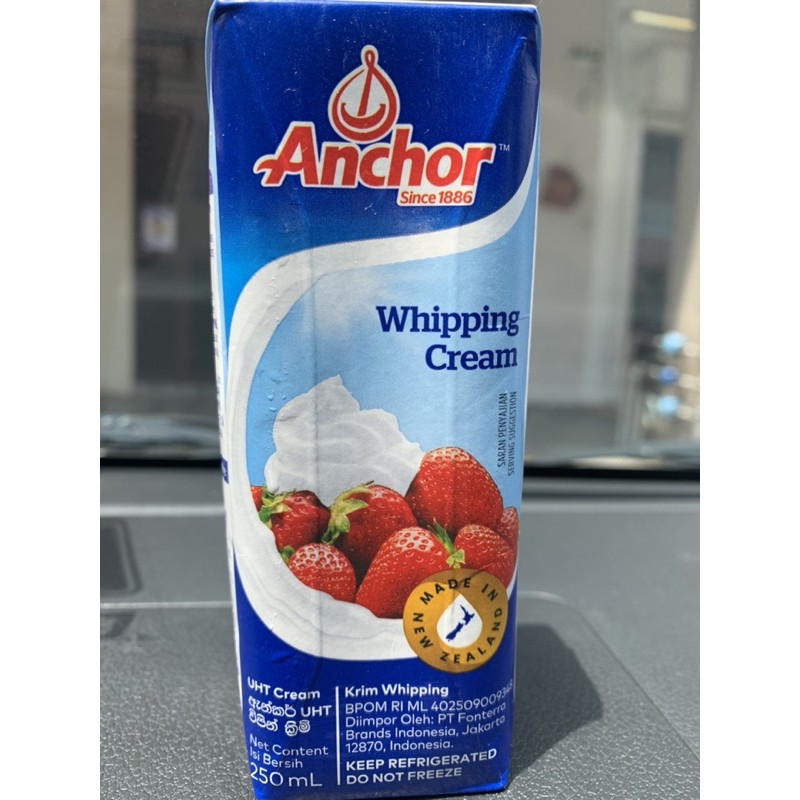 Anchor™
Since 1886
Whipping
Cream
SARAN PENYAJIAN
SERVING SUGGESTION
MADE IN
NEW ZEALAND
UHT Cream
ඇන්කර් UHT
විපින් ක්‍රීම්
Net Content
Isi Bersih
250 mL
Krim Whipping
BPOM RI ML 402509009348
Diimpor Oleh: PT Fonterra
Brands Indonesia, Jakarta
12870, Indonesia.
KEEP REFRIGERATED
DO NOT FREEZE